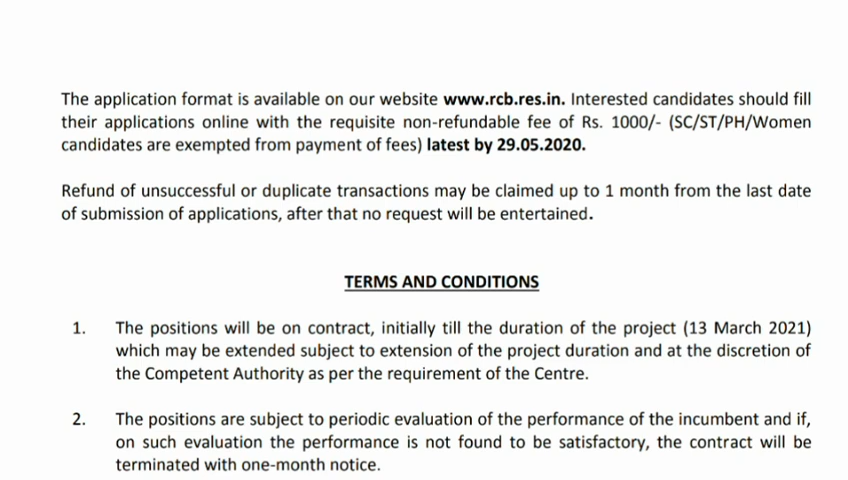 The application format is available on our website www.rcb.res.in. Interested candidates should fill
their applications online with the requisite non-refundable fee of Rs. 1000/- (SC/ST/PH/Women
candidates are exempted from payment of fees) latest by 29.05.2020.
Refund of unsuccessful or duplicate transactions may be claimed up to 1 month from the last date
of submission of applications, after that no request will be entertained.
TERMS AND CONDITIONS
1. The positions will be on contract, initially till the duration of the project (13 March 2021)
which may be extended subject to extension of the project duration and at the discretion of
the Competent Authority as per the requirement of the Centre.
2. The positions are subject to periodic evaluation of the performance of the incumbent and if,
on such evaluation the performance is not found to be satisfactory, the contract will be
terminated with one-month notice.